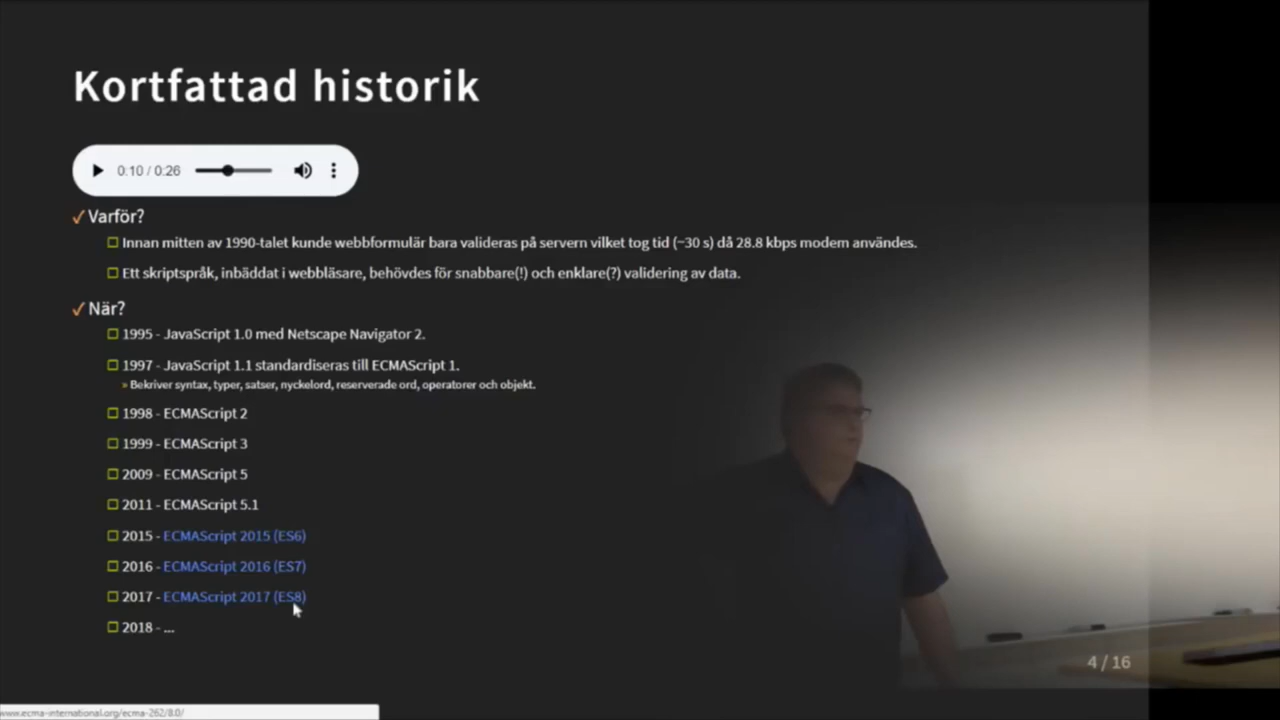 Kortfattad historik
0:10 / 0:26
✓ Varför?
Innan mitten av 1990-talet kunde webbformulär bara valideras på servern vilket tog tid (~30 s) då 28.8 kbps modem användes.
Ett skriptspråk, inbäddat i webbläsare, behövdes för snabbare(!) och enklare(?) validering av data.
✓ När?
1995 - JavaScript 1.0 med Netscape Navigator 2.
1997 - JavaScript 1.1 standardiseras till ECMAScript 1.
» Bekriver syntax, typer, satser, nyckelord, reserverade ord, operatorer och objekt.
1998 - ECMAScript 2
1999 - ECMAScript 3
2009 - ECMAScript 5
2011 - ECMAScript 5.1
2015 - ECMAScript 2015 (ES6)
2016 - ECMAScript 2016 (ES7)
2017 - ECMAScript 2017 (ES8)
2018 - ...
4 / 16
www.ecma-international.org/ecma-262/8.0/